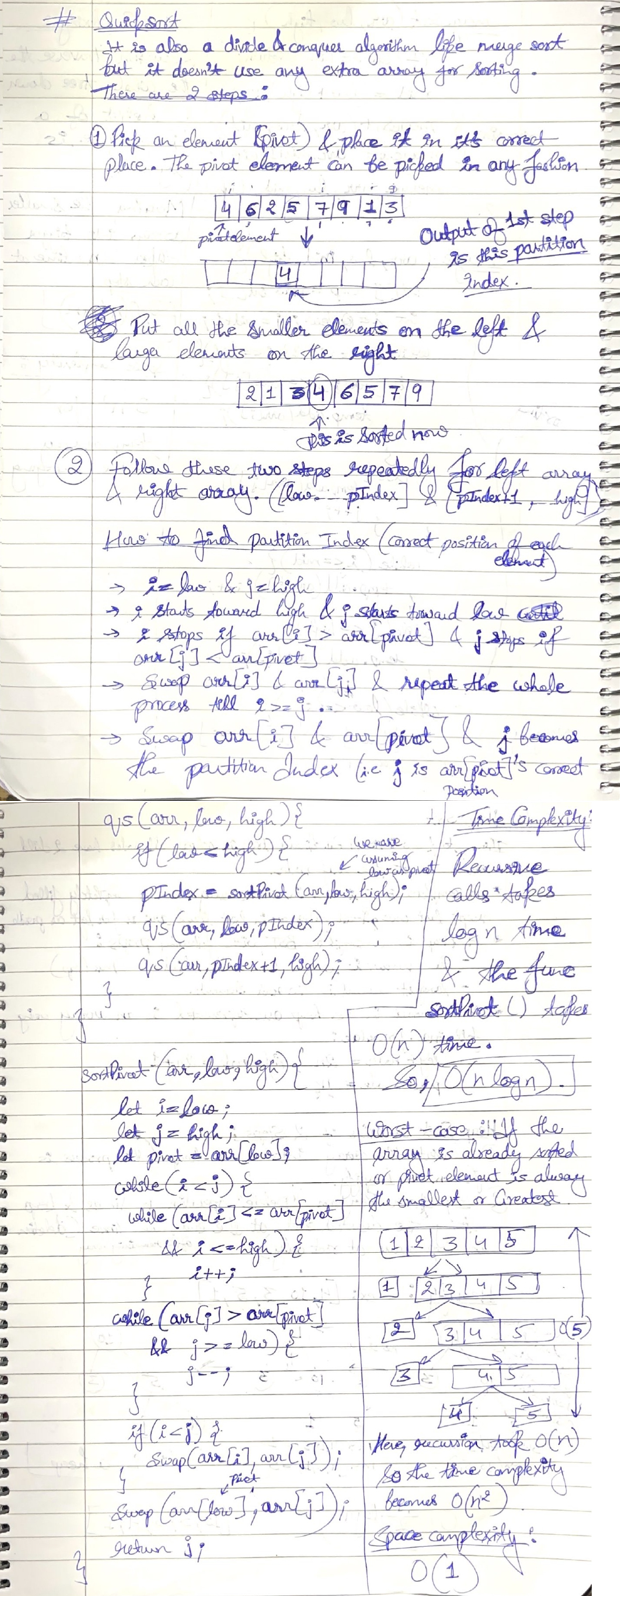 # Quicksort
It is also a divide & conquer algorithm like merge sort
but it doesn't use any extra array for sorting.
There are 2 steps :
① Pick an element (pivot) & place it in its correct
place. The pivot element can be picked in any fashion
4 6 2 5 7 9 1 3
pivot element
Output of 1st step
is this partition
Index.
4
Put all the smaller elements on the left &
larger elements on the right
2 1 3 4 6 5 7 9
this is sorted now
② Follow these two steps repeatedly for left array
& right array. ([low... pIndex] & [pIndex+1, high])
How to find Partition Index (correct position of each
element)
→ i=low & j=high
→ i starts toward high & j starts toward low
→ i stops if arr[i] > arr[pivot] & j stops if
arr[j] < arr[pivot]
→ Swap arr[i] & arr[j] & repeat the whole
process till i >= j ..
→ Swap arr[i] & arr[pivot] & j becomes
the partition Index (i.e j is arr[pivot]'s correct
position
qs(arr, low, high) {
if (low < high) {
we have
assuming
low as pivot
pIndex = sortPivot (arr, low, high);
qs(arr, low, pIndex);
qs(arr, pIndex+1, high);
}
}
Time Complexity:
Recursive
calls takes
log n time
& the func
sortPivot () takes
O(n) time.
So, O(n log n).
sortPivot (arr, low, high) {
let i = low;
let j = high;
let pivot = arr[low];
while (i < j) {
while (arr[i] <= arr[pivot]
&& i <= high) {
i++;
}
while (arr[j] > arr[pivot]
&& j >= low) {
j--;
}
if (i < j) {
Swap (arr[i], arr[j]);
}
pivot
Swap (arr[low], arr[j]);
return j;
}
Worst-case : If the
array is already sorted
or pivot element is always
the smallest or Greatest.
1 2 3 4 5
1 2 3 4 5
2 3 4 5 O(5)
3 4 5
4 5
Here, recursion took O(n)
So the time complexity
becomes O(n²)
Space complexity:
O(1)